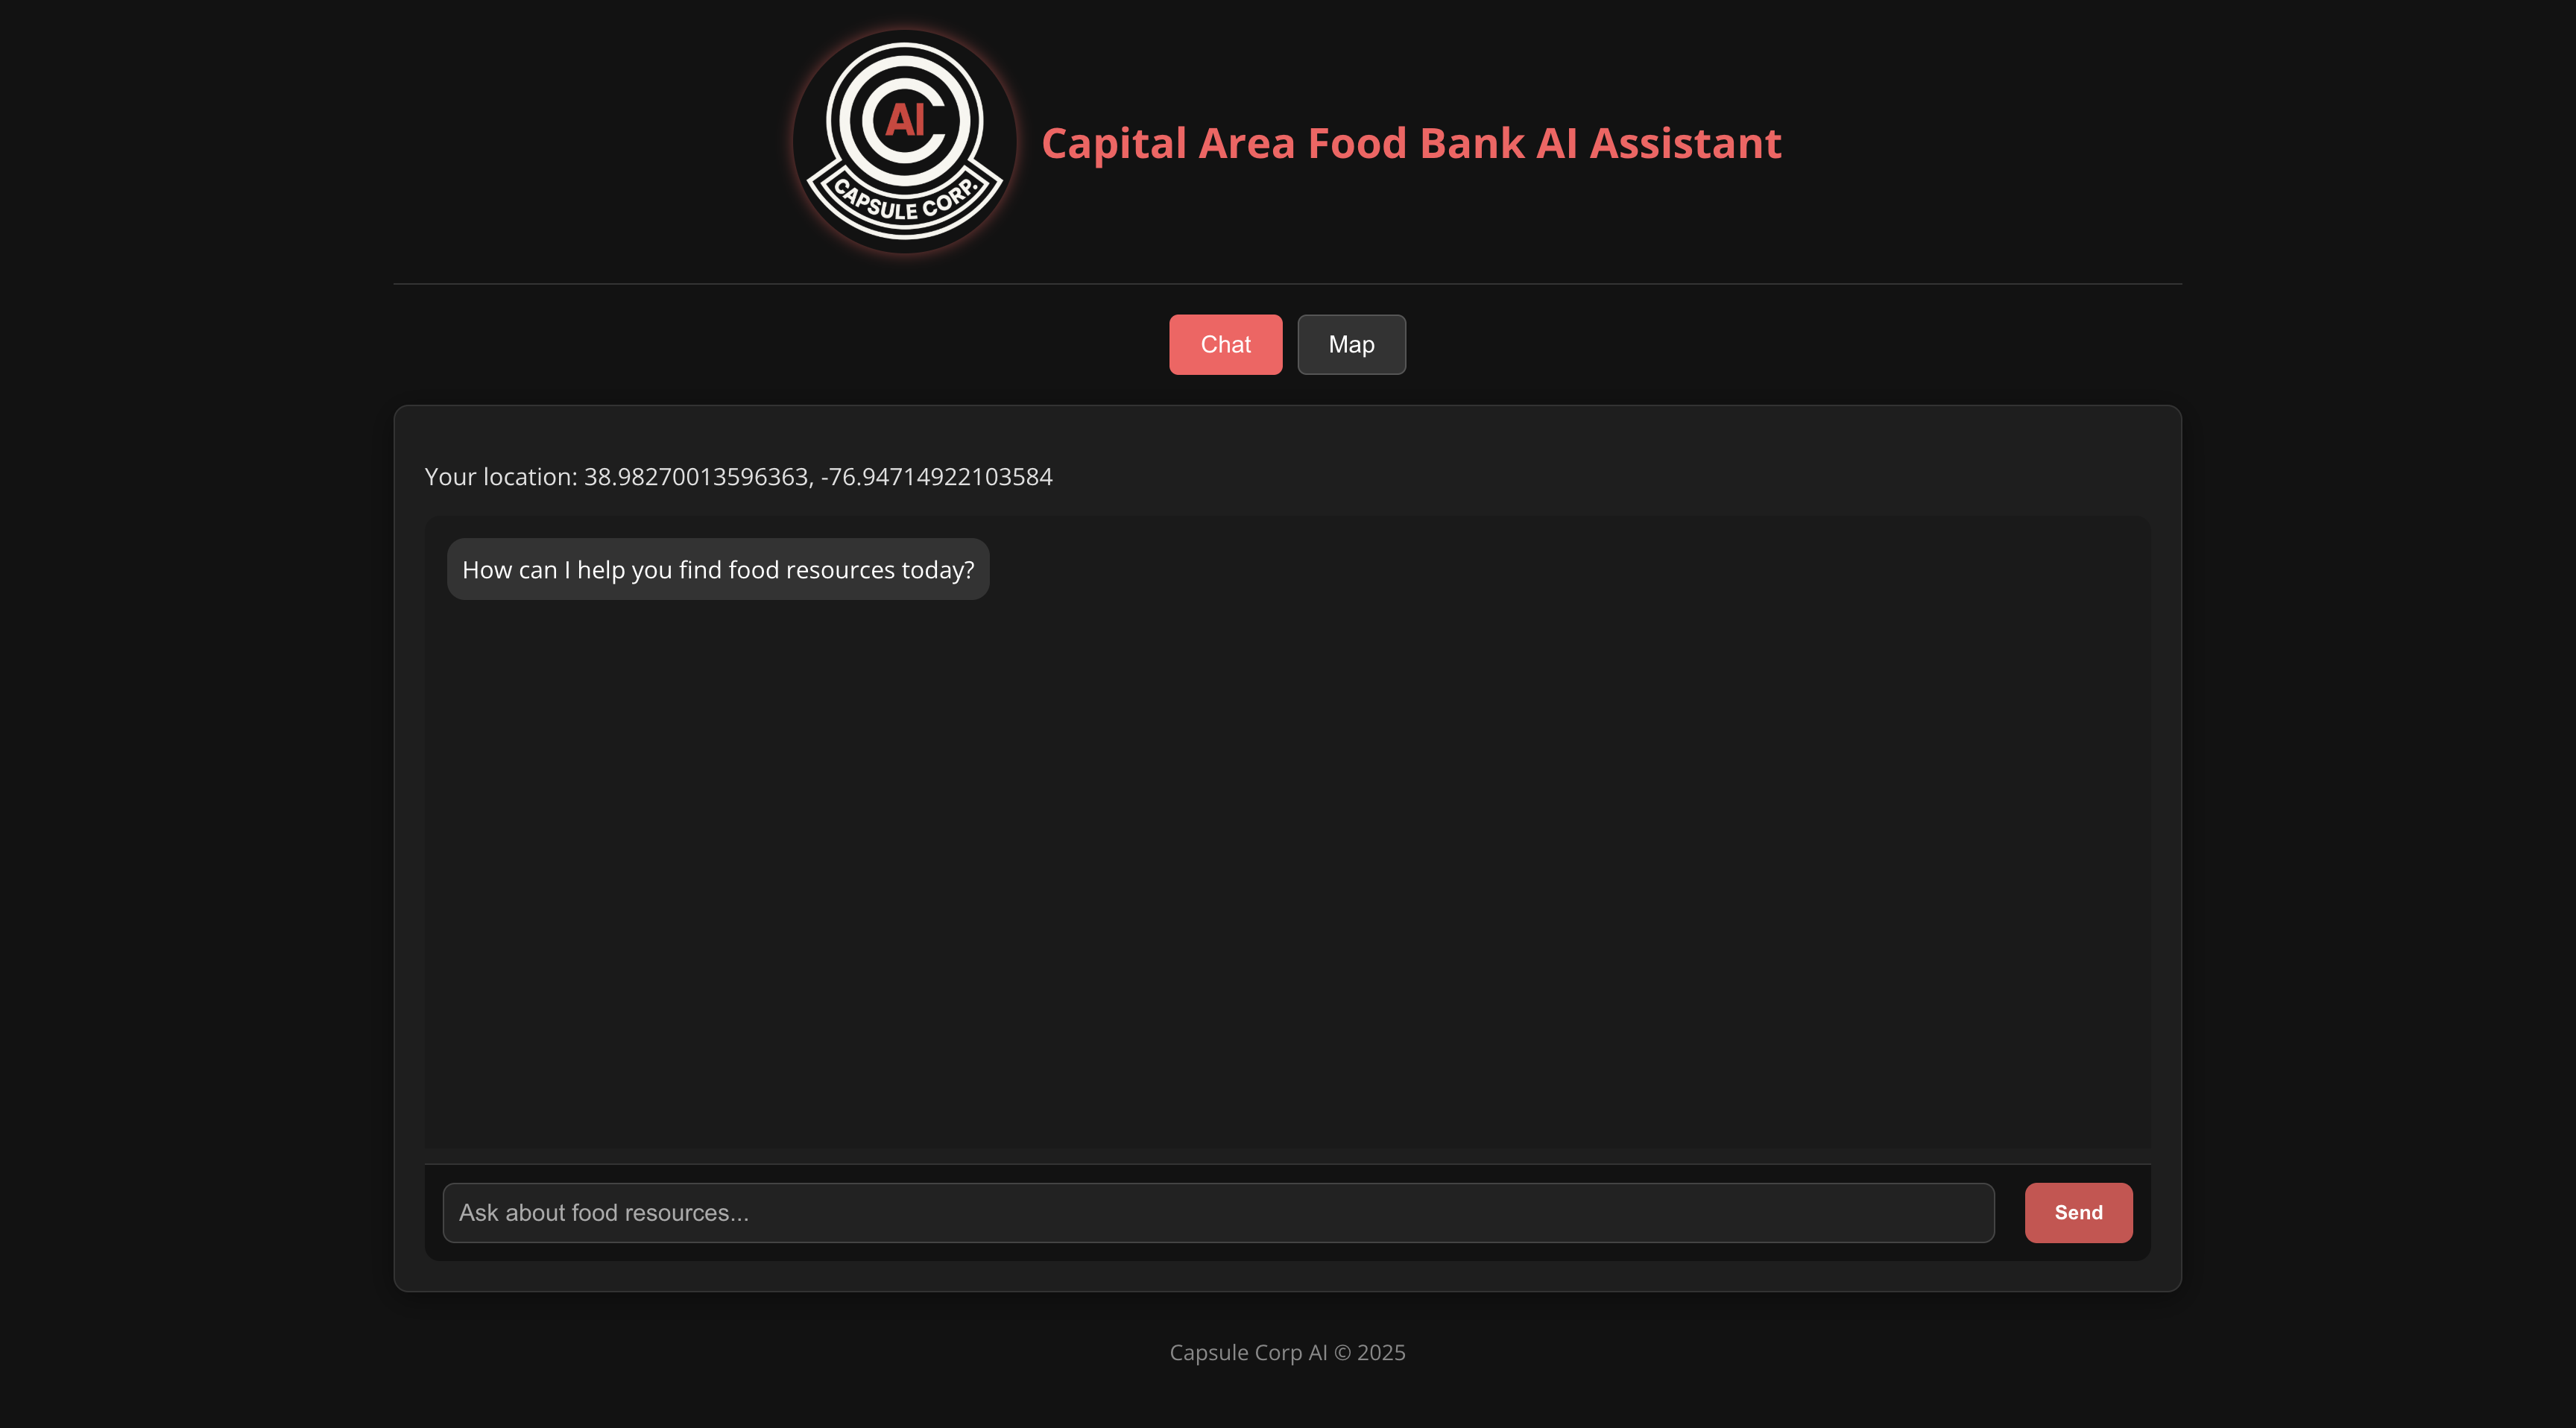 AI
CAPSULE CORP.
Capital Area Food Bank AI Assistant
Chat
Map
Your location: 38.98270013596363, -76.94714922103584
How can I help you find food resources today?
Ask about food resources...
Send
Capsule Corp AI © 2025